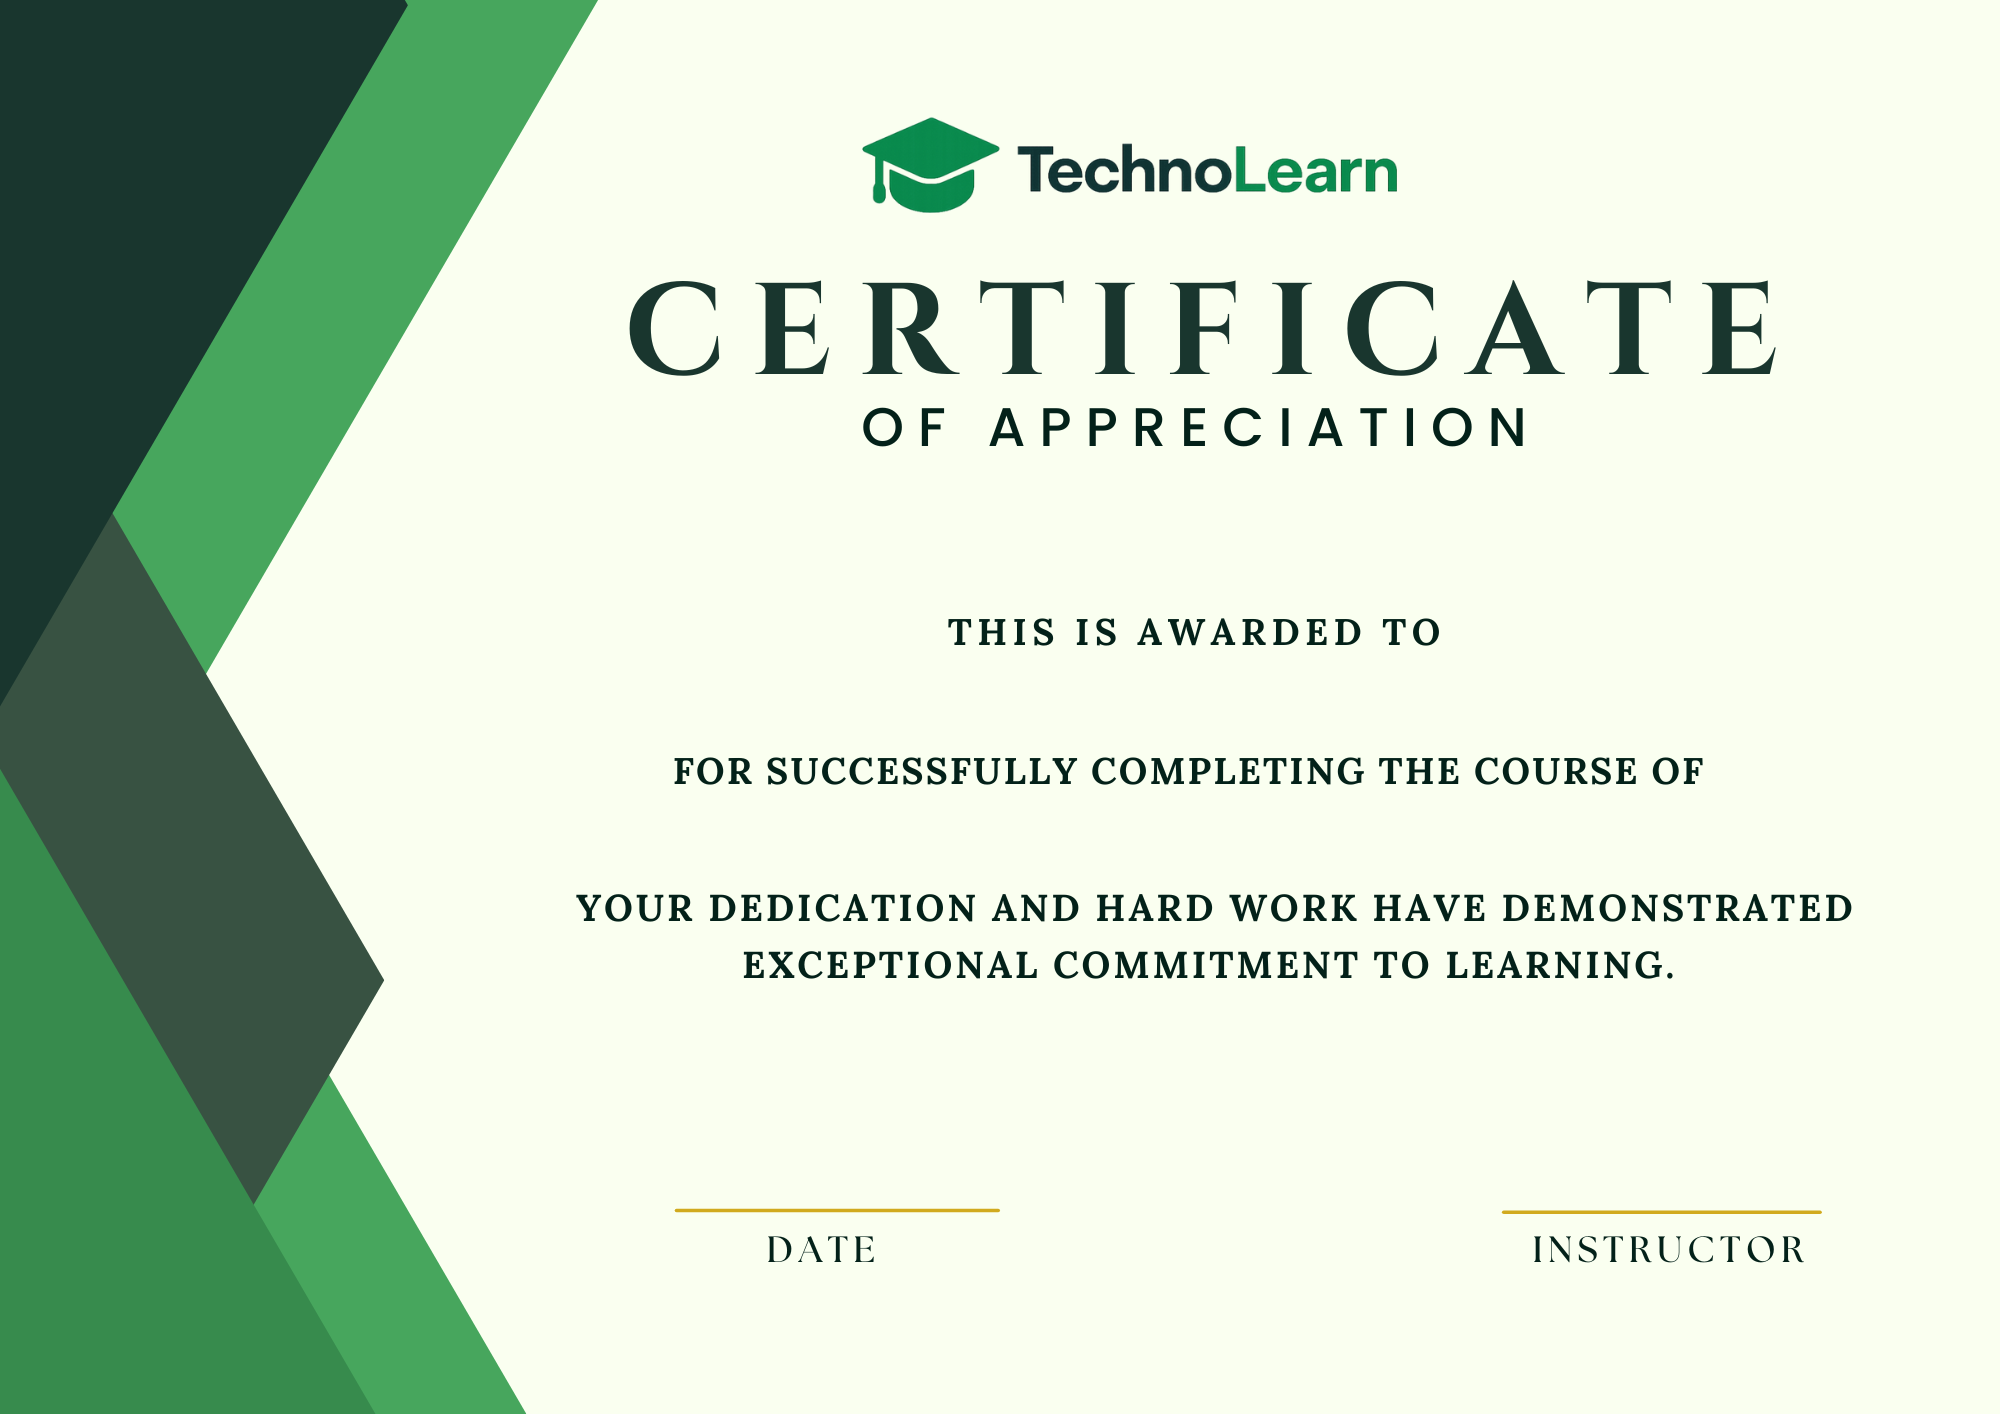 TechnoLearn
CERTIFICATE
OF APPRECIATION
THIS IS AWARDED TO
FOR SUCCESSFULLY COMPLETING THE COURSE OF
YOUR DEDICATION AND HARD WORK HAVE DEMONSTRATED
EXCEPTIONAL COMMITMENT TO LEARNING.
DATE
INSTRUCTOR